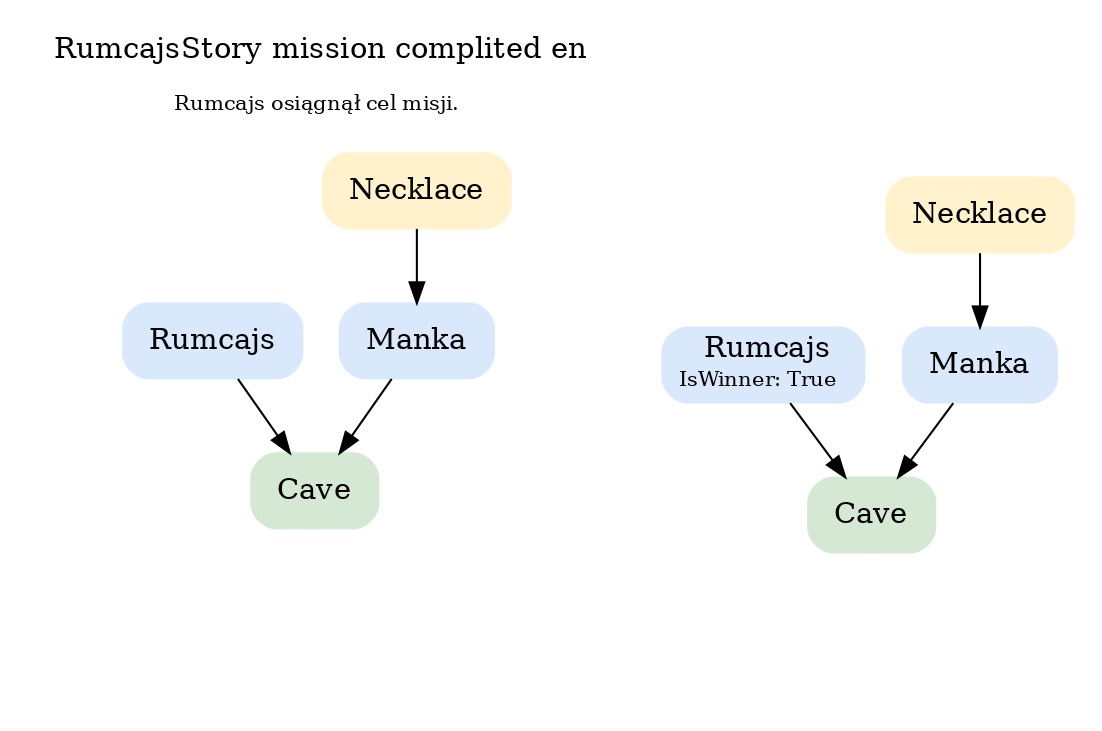 RumcajsStory mission complited en
Rumcajs osiągnął cel misji.
Necklace
Rumcajs
Manka
Cave
Necklace
Rumcajs
IsWinner: True
Manka
Cave